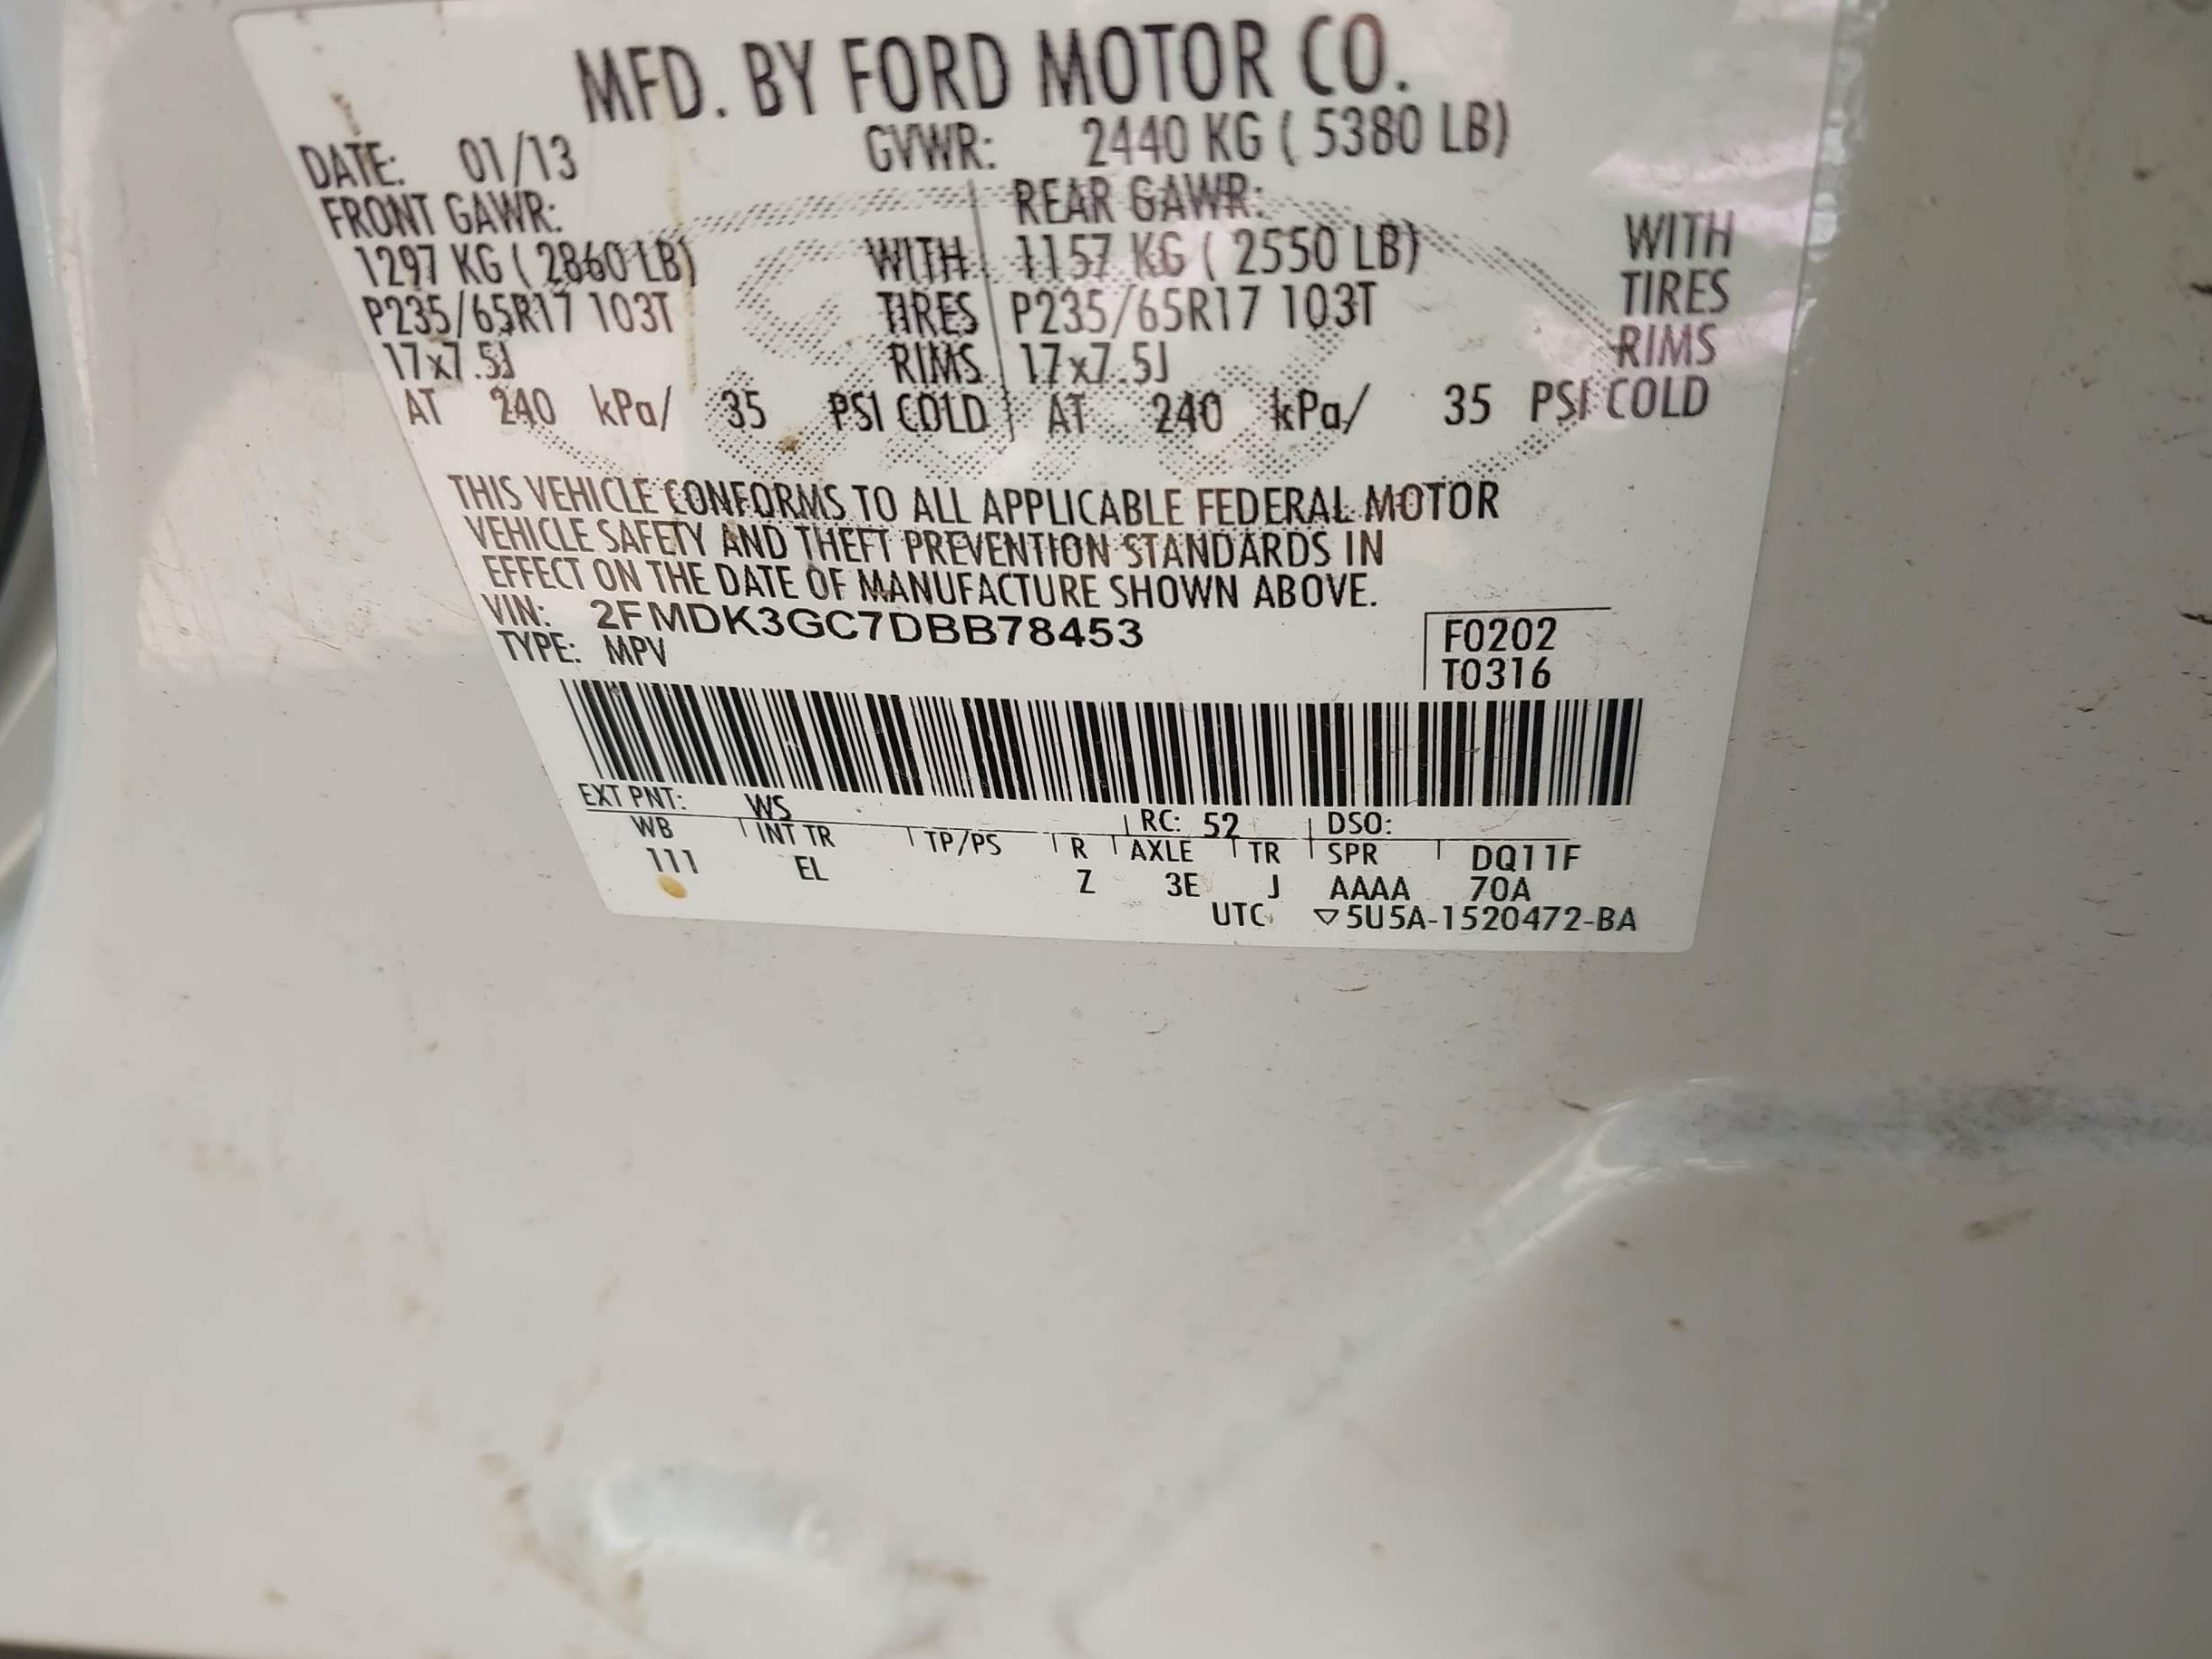 MFD. BY FORD MOTOR CO.
DATE: 01/13 GVWR: 2440 KG ( 5380 LB)
FRONT GAWR: REAR GAWR:
1297 KG ( 2860 LB) WITH 1157 KG ( 2550 LB) WITH
P235/65R17 103T TIRES P235/65R17 103T TIRES
17x7.5J RIMS 17x7.5J RIMS
AT 240 kPa/ 35 PSI COLD AT 240 kPa/ 35 PSI COLD
THIS VEHICLE CONFORMS TO ALL APPLICABLE FEDERAL MOTOR
VEHICLE SAFETY AND THEFT PREVENTION STANDARDS IN
EFFECT ON THE DATE OF MANUFACTURE SHOWN ABOVE.
VIN: 2FMDK3GC7DBB78453
TYPE: MPV
F0202
T0316
EXT PNT: WS RC: 52 DSO:
WB INT TR TP/PS R AXLE TR SPR DQ11F
111 EL Z 3E J AAAA 70A
UTC ▽5U5A-1520472-BA